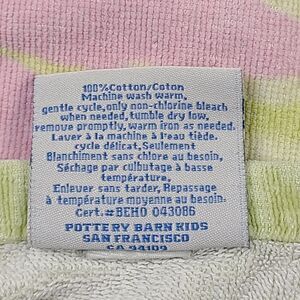 100% Cotton/Coton
Machine wash warm,
gentle cycle,only non-chlorine bleach
when needed, tumble dry low,
remove promptly, warm iron as needed.
Laver à la machine à l'eau tiède.
cycle délicat, Seulement
Blanchiment sans chlore au besoin,
Séchage par culbutage à basse
température.
Enlever sans tarder, Repassage
à température moyenne au besoin.
Cert.#BEHO 043086
POTTERY BARN KIDS
SAN FRANCISCO
CA 94109